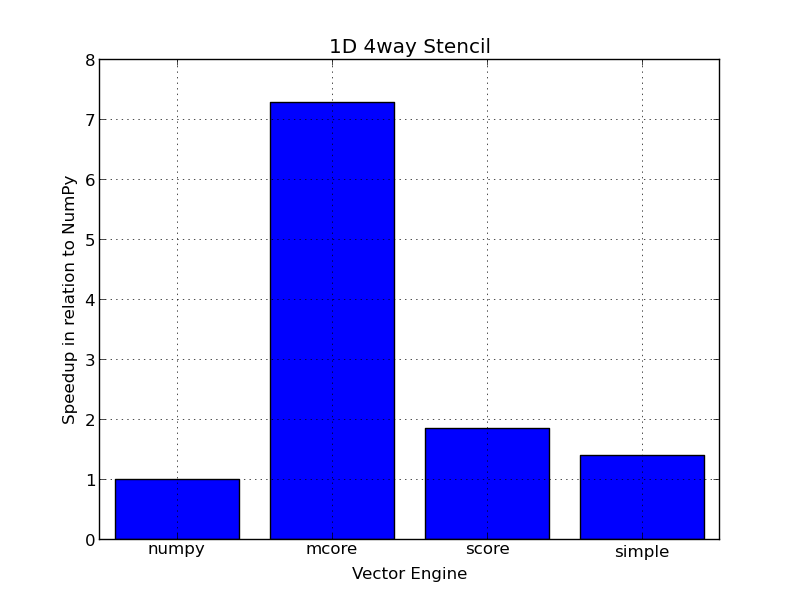 1D 4way Stencil
8
7
6
5
4
3
2
1
0
Speedup in relation to NumPy
numpy mcore score simple
Vector Engine